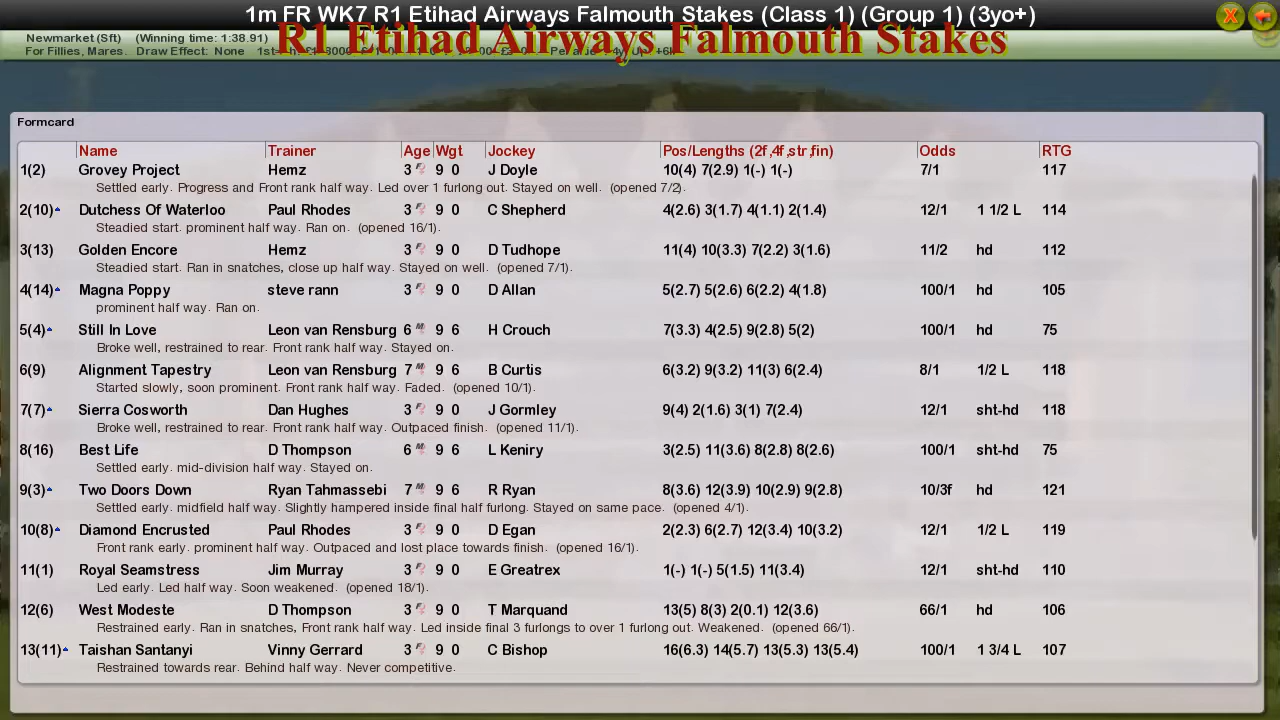 1m FR WK7 R1 Etihad Airways Falmouth Stakes (Class 1) (Group 1) (3yo+)
R1 Etihad Airways Falmouth Stakes
Newmarket (Sft) (Winning time: 1:38.91)
For Fillies, Mares. Draw Effect: None
Formcard
Name Trainer Age Wgt Jockey Pos/Lengths (2f,4f,str,fin) Odds RTG
1(2) Grovey Project Hemz 3 F 9 0 J Doyle 10(4) 7(2.9) 1(-) 1(-) 7/1 117
Settled early. Progress and Front rank half way. Led over 1 furlong out. Stayed on well. (opened 7/2).
2(10) Dutchess Of Waterloo Paul Rhodes 3 F 9 0 C Shepherd 4(2.6) 3(1.7) 4(1.1) 2(1.4) 12/1 1 1/2 L 114
Steadied start. prominent half way. Ran on. (opened 16/1).
3(13) Golden Encore Hemz 3 F 9 0 D Tudhope 11(4) 10(3.3) 7(2.2) 3(1.6) 11/2 hd 112
Steadied start. Ran in snatches, close up half way. Stayed on well. (opened 7/1).
4(14) Magna Poppy steve rann 3 F 9 0 D Allan 5(2.7) 5(2.6) 6(2.2) 4(1.8) 100/1 hd 105
prominent half way. Ran on.
5(4) Still In Love Leon van Rensburg 6 M 9 6 H Crouch 7(3.3) 4(2.5) 9(2.8) 5(2) 100/1 hd 75
Broke well, restrained to rear. Front rank half way. Stayed on.
6(9) Alignment Tapestry Leon van Rensburg 7 M 9 6 B Curtis 6(3.2) 9(3.2) 11(3) 6(2.4) 8/1 1/2 L 118
Started slowly, soon prominent. Front rank half way. Faded. (opened 10/1).
7(7) Sierra Cosworth Dan Hughes 3 F 9 0 J Gormley 9(4) 2(1.6) 3(1) 7(2.4) 12/1 sht-hd 118
Broke well, restrained to rear. Front rank half way. Outpaced finish. (opened 11/1).
8(16) Best Life D Thompson 6 M 9 6 L Keniry 3(2.5) 11(3.6) 8(2.8) 8(2.6) 100/1 sht-hd 75
Settled early. mid-division half way. Stayed on.
9(3) Two Doors Down Ryan Tahmassebi 7 M 9 6 R Ryan 8(3.6) 12(3.9) 10(2.9) 9(2.8) 10/3f hd 121
Settled early. midfield half way. Slightly hampered inside final half furlong. Stayed on same pace. (opened 4/1).
10(8) Diamond Encrusted Paul Rhodes 3 F 9 0 D Egan 2(2.3) 6(2.7) 12(3.4) 10(3.2) 12/1 1/2 L 119
Front rank early. prominent half way. Outpaced and lost place towards finish. (opened 16/1).
11(1) Royal Seamstress Jim Murray 3 F 9 0 E Greatrex 1(-) 1(-) 5(1.5) 11(3.4) 12/1 sht-hd 110
Led early. Led half way. Soon weakened. (opened 18/1).
12(6) West Modeste D Thompson 3 F 9 0 T Marquand 13(5) 8(3) 2(0.1) 12(3.6) 66/1 hd 106
Restrained early. Ran in snatches, Front rank half way. Led inside final 3 furlongs to over 1 furlong out. Weakened. (opened 66/1).
13(11) Taishan Santanyi Vinny Gerrard 3 F 9 0 C Bishop 16(6.3) 14(5.7) 13(5.3) 13(5.4) 100/1 1 3/4 L 107
Restrained towards rear. Behind half way. Never competitive.